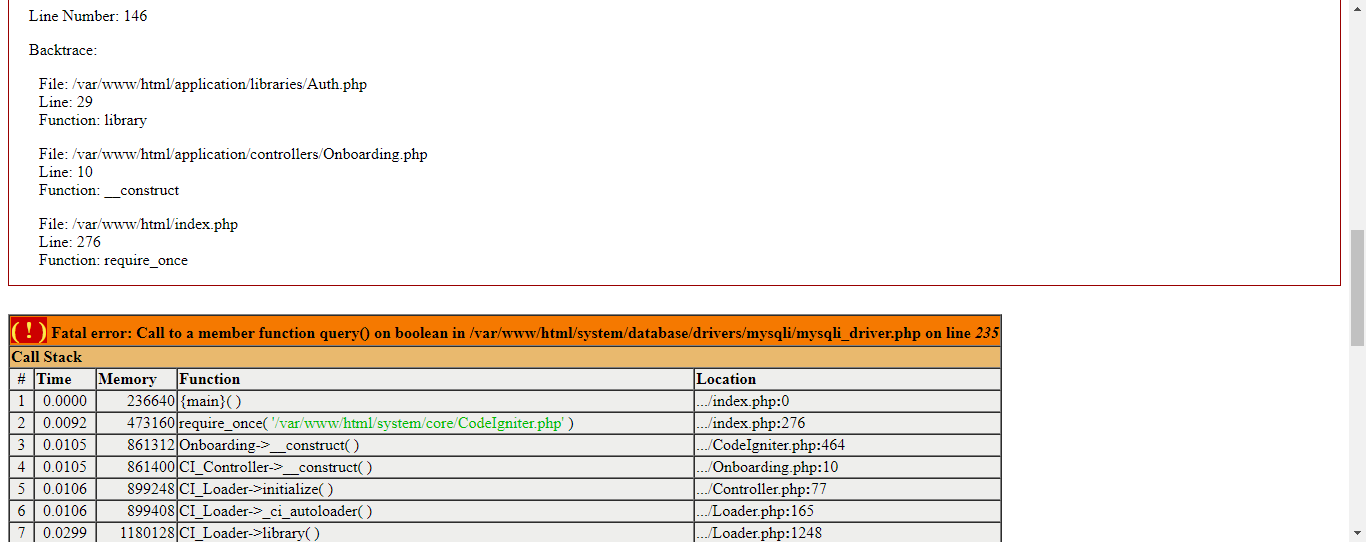 Line Number: 146
Backtrace:
File: /var/www/html/application/libraries/Auth.php
Line: 29
Function: library
File: /var/www/html/application/controllers/Onboarding.php
Line: 10
Function: __construct
File: /var/www/html/index.php
Line: 276
Function: require_once
( ! ) Fatal error: Call to a member function query() on boolean in /var/www/html/system/database/drivers/mysqli/mysqli_driver.php on line 235
Call Stack
# Time Memory Function Location
1 0.0000 236640 {main}( ) .../index.php:0
2 0.0092 473160 require_once( '/var/www/html/system/core/CodeIgniter.php' ) .../index.php:276
3 0.0105 861312 Onboarding->__construct( ) .../CodeIgniter.php:464
4 0.0105 861400 CI_Controller->__construct( ) .../Onboarding.php:10
5 0.0106 899248 CI_Loader->initialize( ) .../Controller.php:77
6 0.0106 899408 CI_Loader->_ci_autoloader( ) .../Loader.php:165
7 0.0299 1180128 CI_Loader->library( ) .../Loader.php:1248